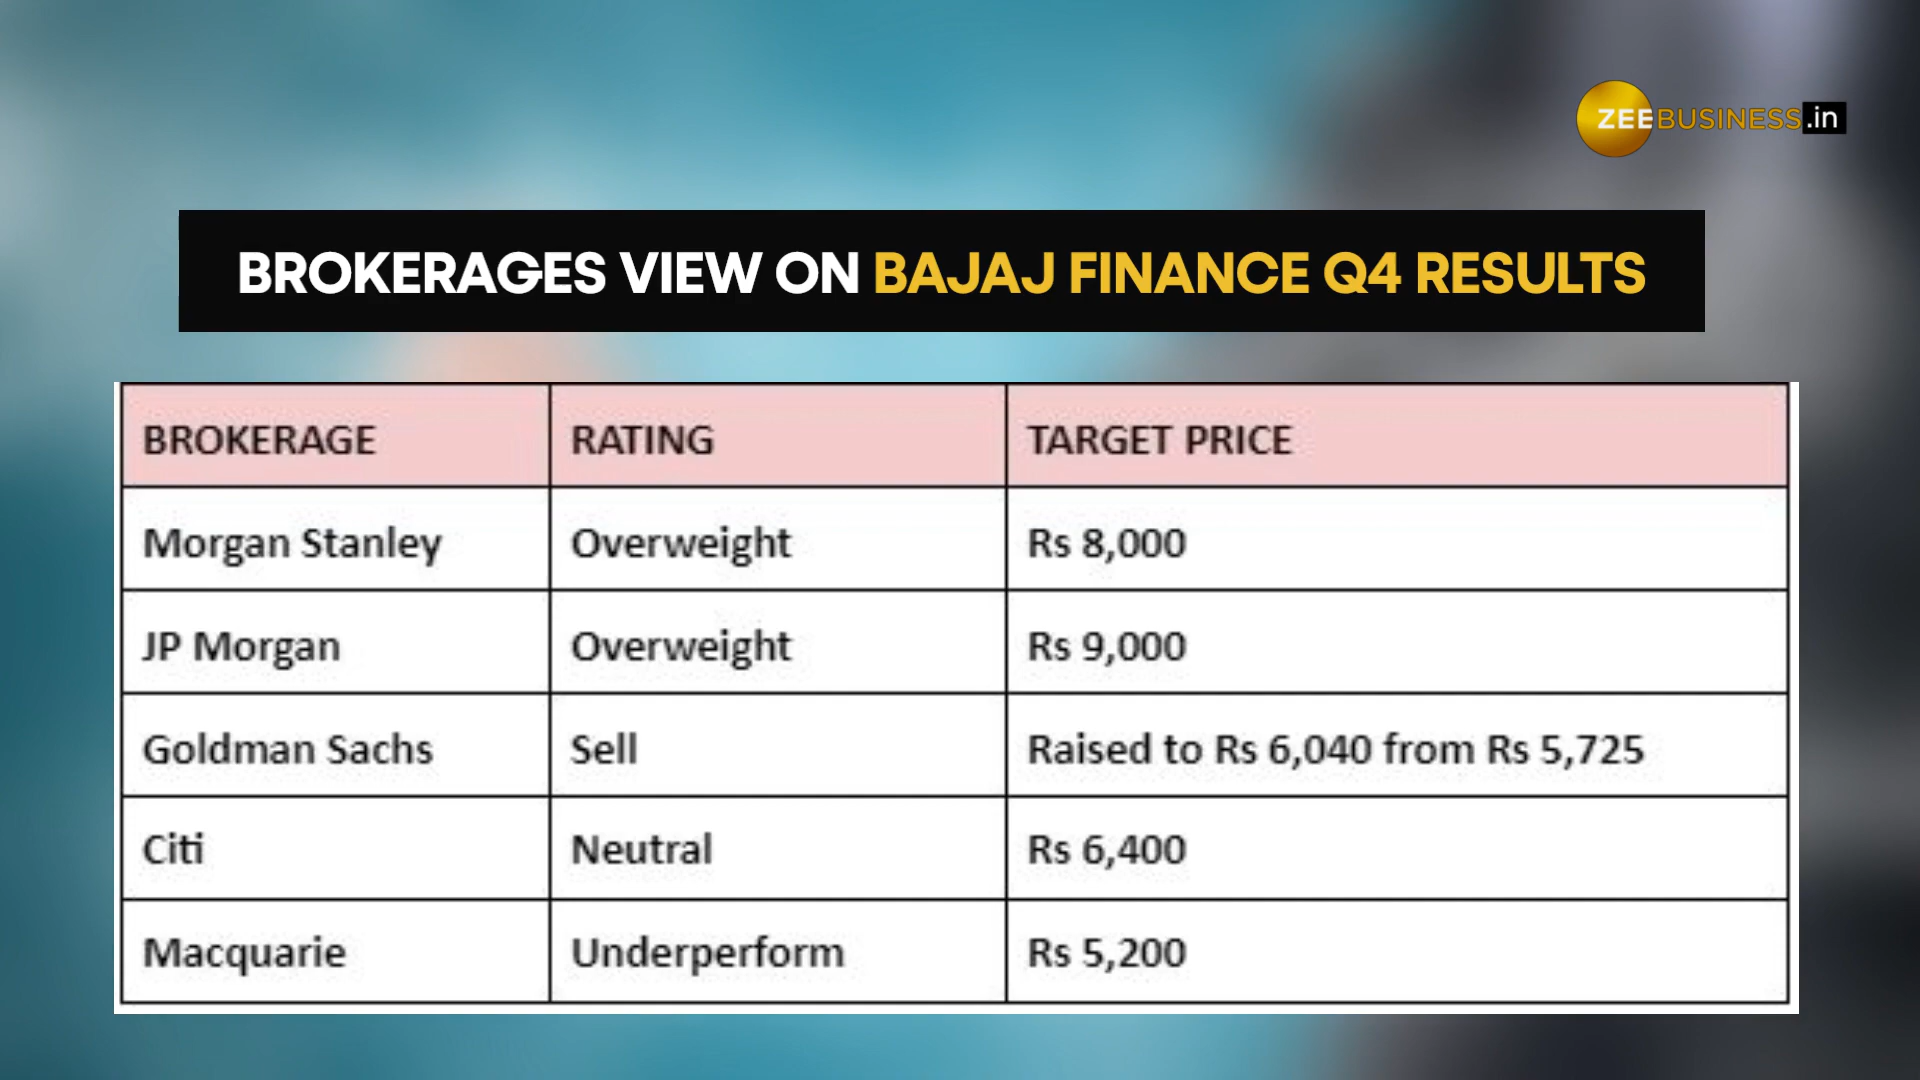 ZEEBUSINESS.in
BROKERAGES VIEW ON BAJAJ FINANCE Q4 RESULTS
BROKERAGE RATING TARGET PRICE
Morgan Stanley Overweight Rs 8,000
JP Morgan Overweight Rs 9,000
Goldman Sachs Sell Raised to Rs 6,040 from Rs 5,725
Citi Neutral Rs 6,400
Macquarie Underperform Rs 5,200